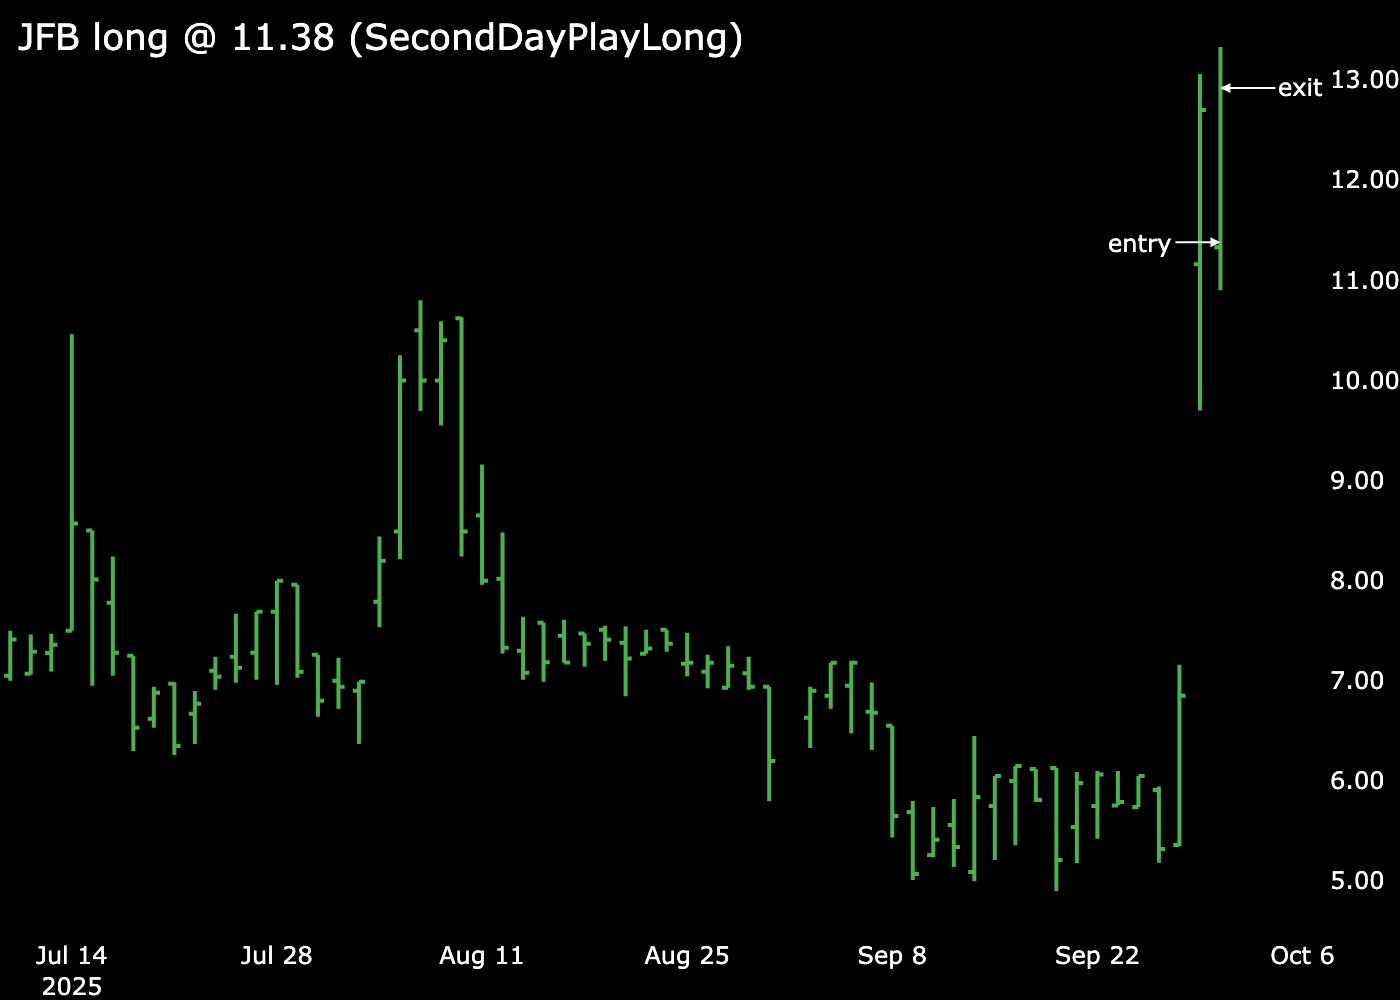 JFB long @ 11.38 (SecondDayPlayLong)
exit
13.00
12.00
entry
11.00
10.00
9.00
8.00
7.00
6.00
5.00
Jul 14 Jul 28 Aug 11 Aug 25 Sep 8 Sep 22 Oct 6
2025